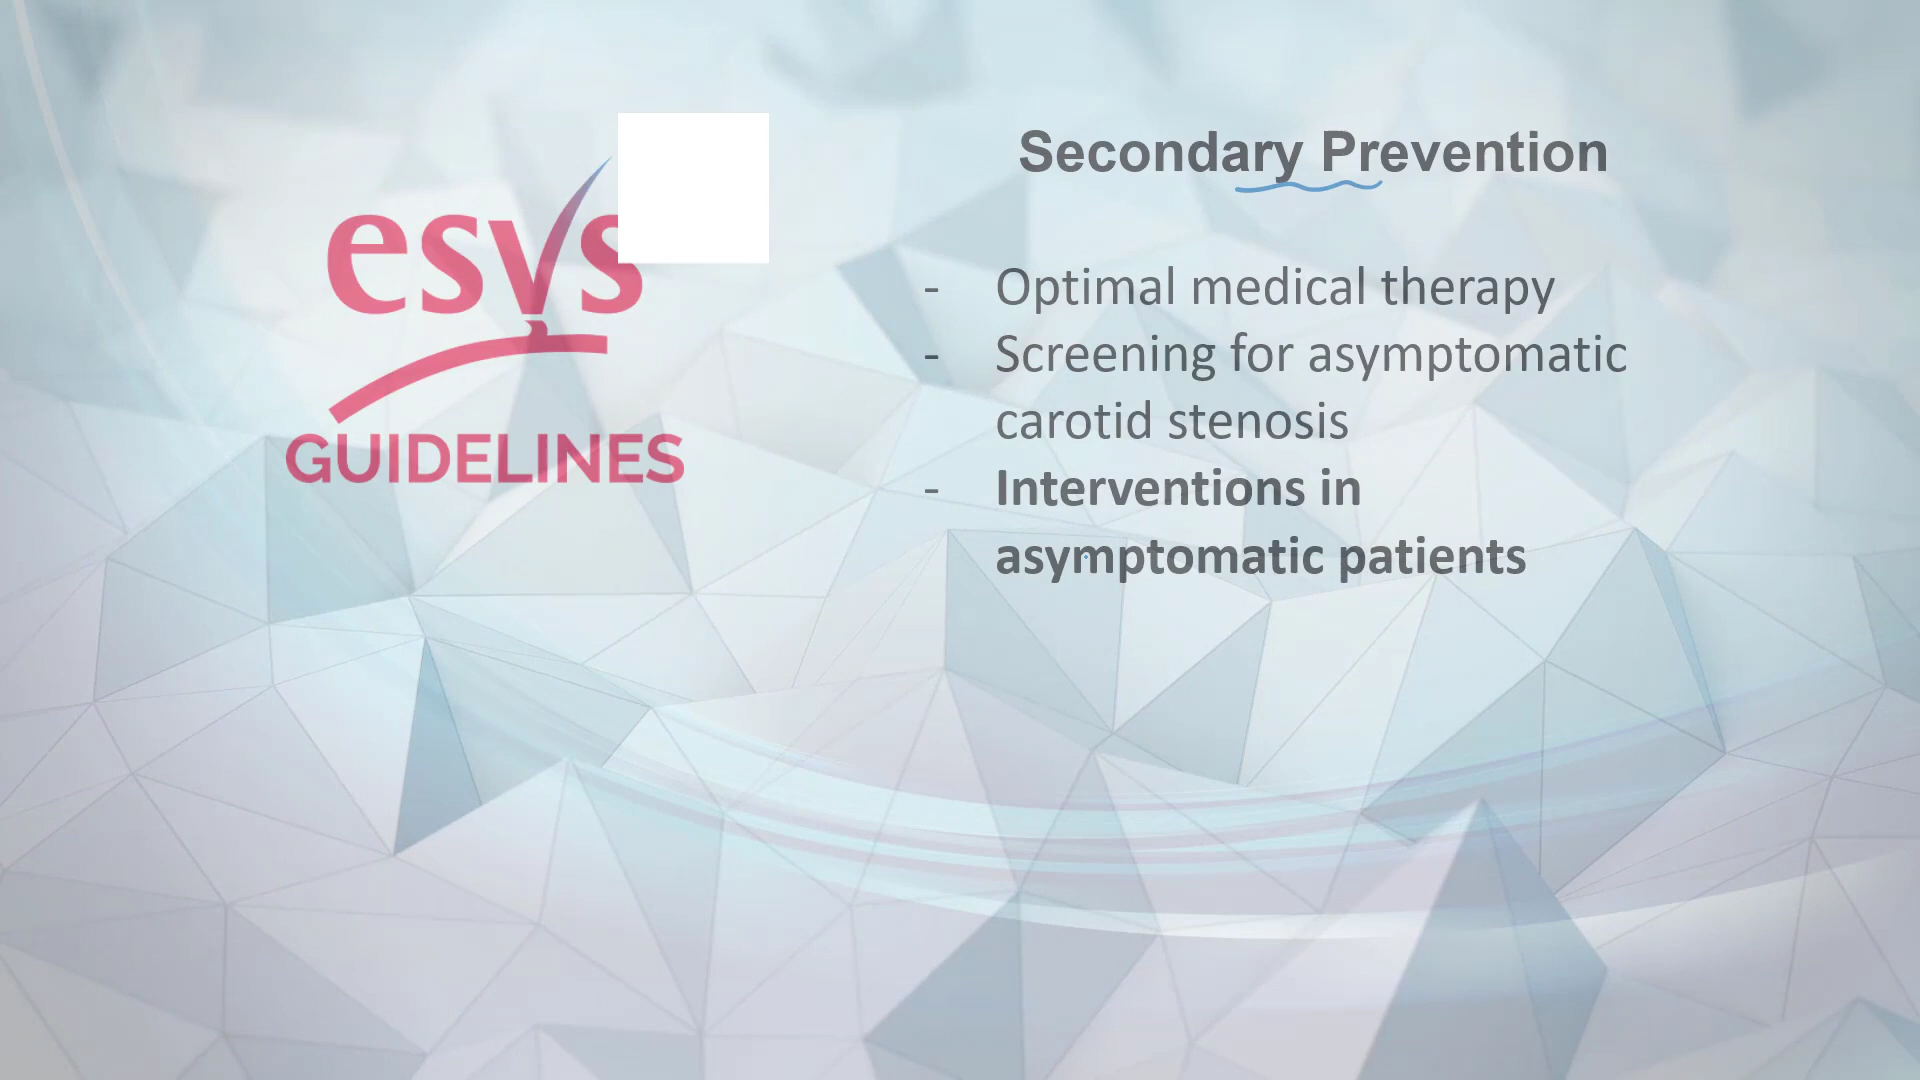 esvs
GUIDELINES
Secondary Prevention
- Optimal medical therapy
- Screening for asymptomatic
carotid stenosis
- Interventions in
asymptomatic patients